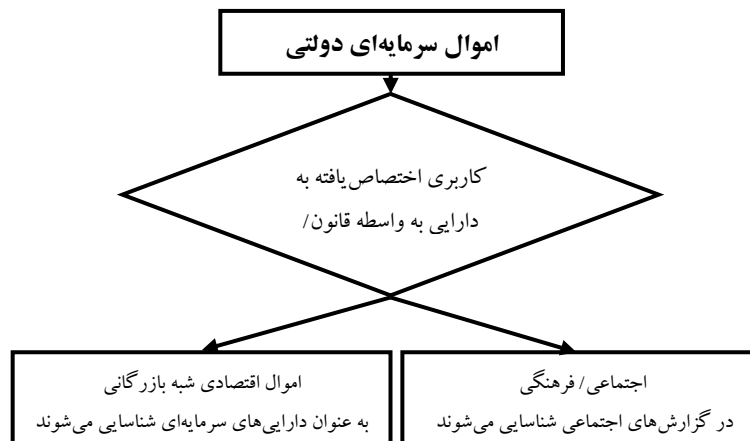 اموال سرمایه‌ای دولتی
کاربری اختصاص‌یافته به
دارایی به واسطه قانون/
اجتماعی/ فرهنگی
در گزارش‌های اجتماعی شناسایی می‌شوند
اموال اقتصادی شبه بازرگانی
به عنوان دارایی‌های سرمایه‌ای شناسایی می‌شوند